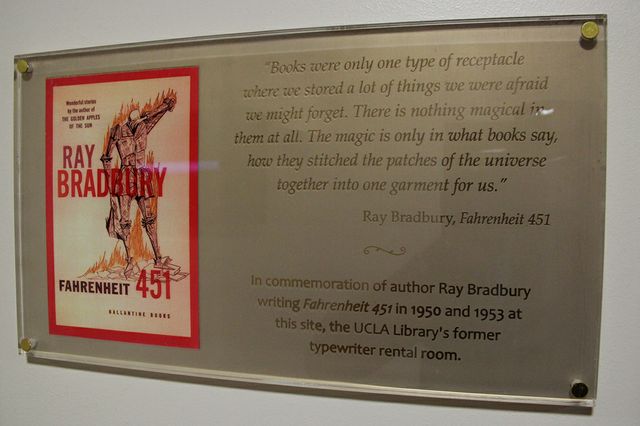 Wonderful stories
by the author of
THE GOLDEN APPLES
OF THE SUN
RAY
BRADBURY
FAHRENHEIT 451
BALLANTINE BOOKS
"Books were only one type of receptacle
where we stored a lot of things we were afraid
we might forget. There is nothing magical in
them at all. The magic is only in what books say,
how they stitched the patches of the universe
together into one garment for us."
Ray Bradbury, Fahrenheit 451
In commemoration of author Ray Bradbury
writing Fahrenheit 451 in 1950 and 1953 at
this site, the UCLA Library's former
typewriter rental room.